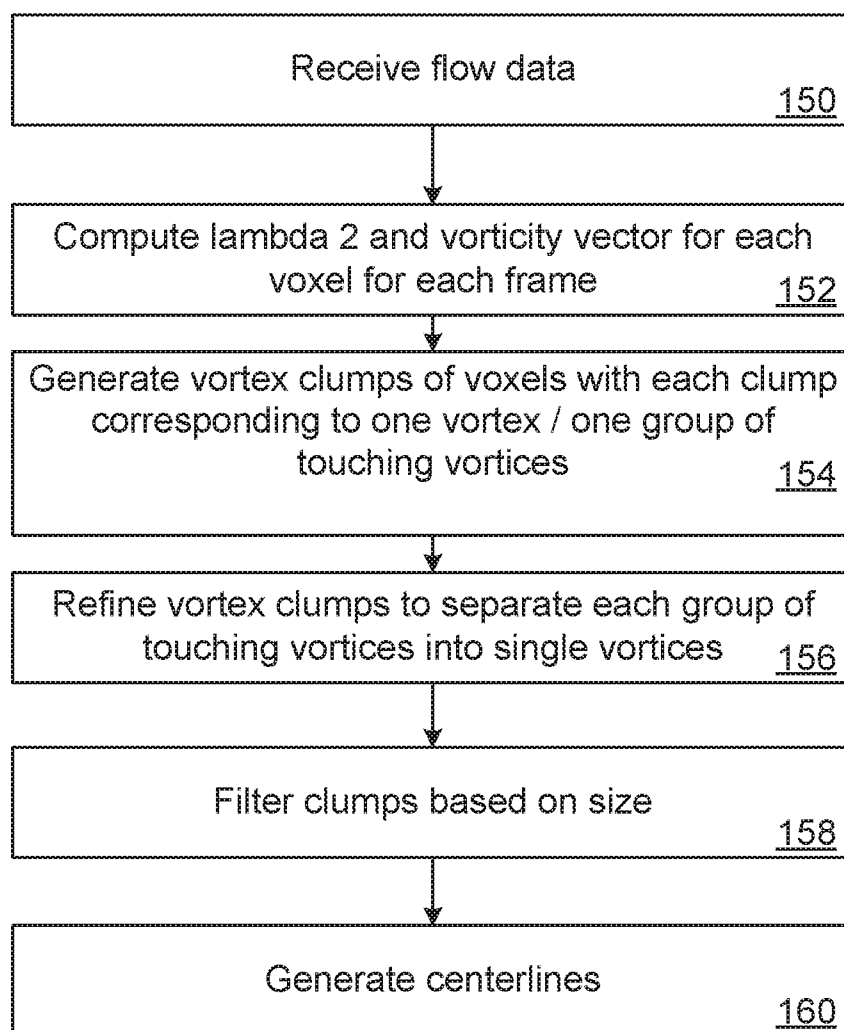 Receive flow data
150
Compute lambda 2 and vorticity vector for each
voxel for each frame
152
Generate vortex clumps of voxels with each clump
corresponding to one vortex / one group of
touching vortices
154
Refine vortex clumps to separate each group of
touching vortices into single vortices
156
Filter clumps based on size
158
Generate centerlines
160